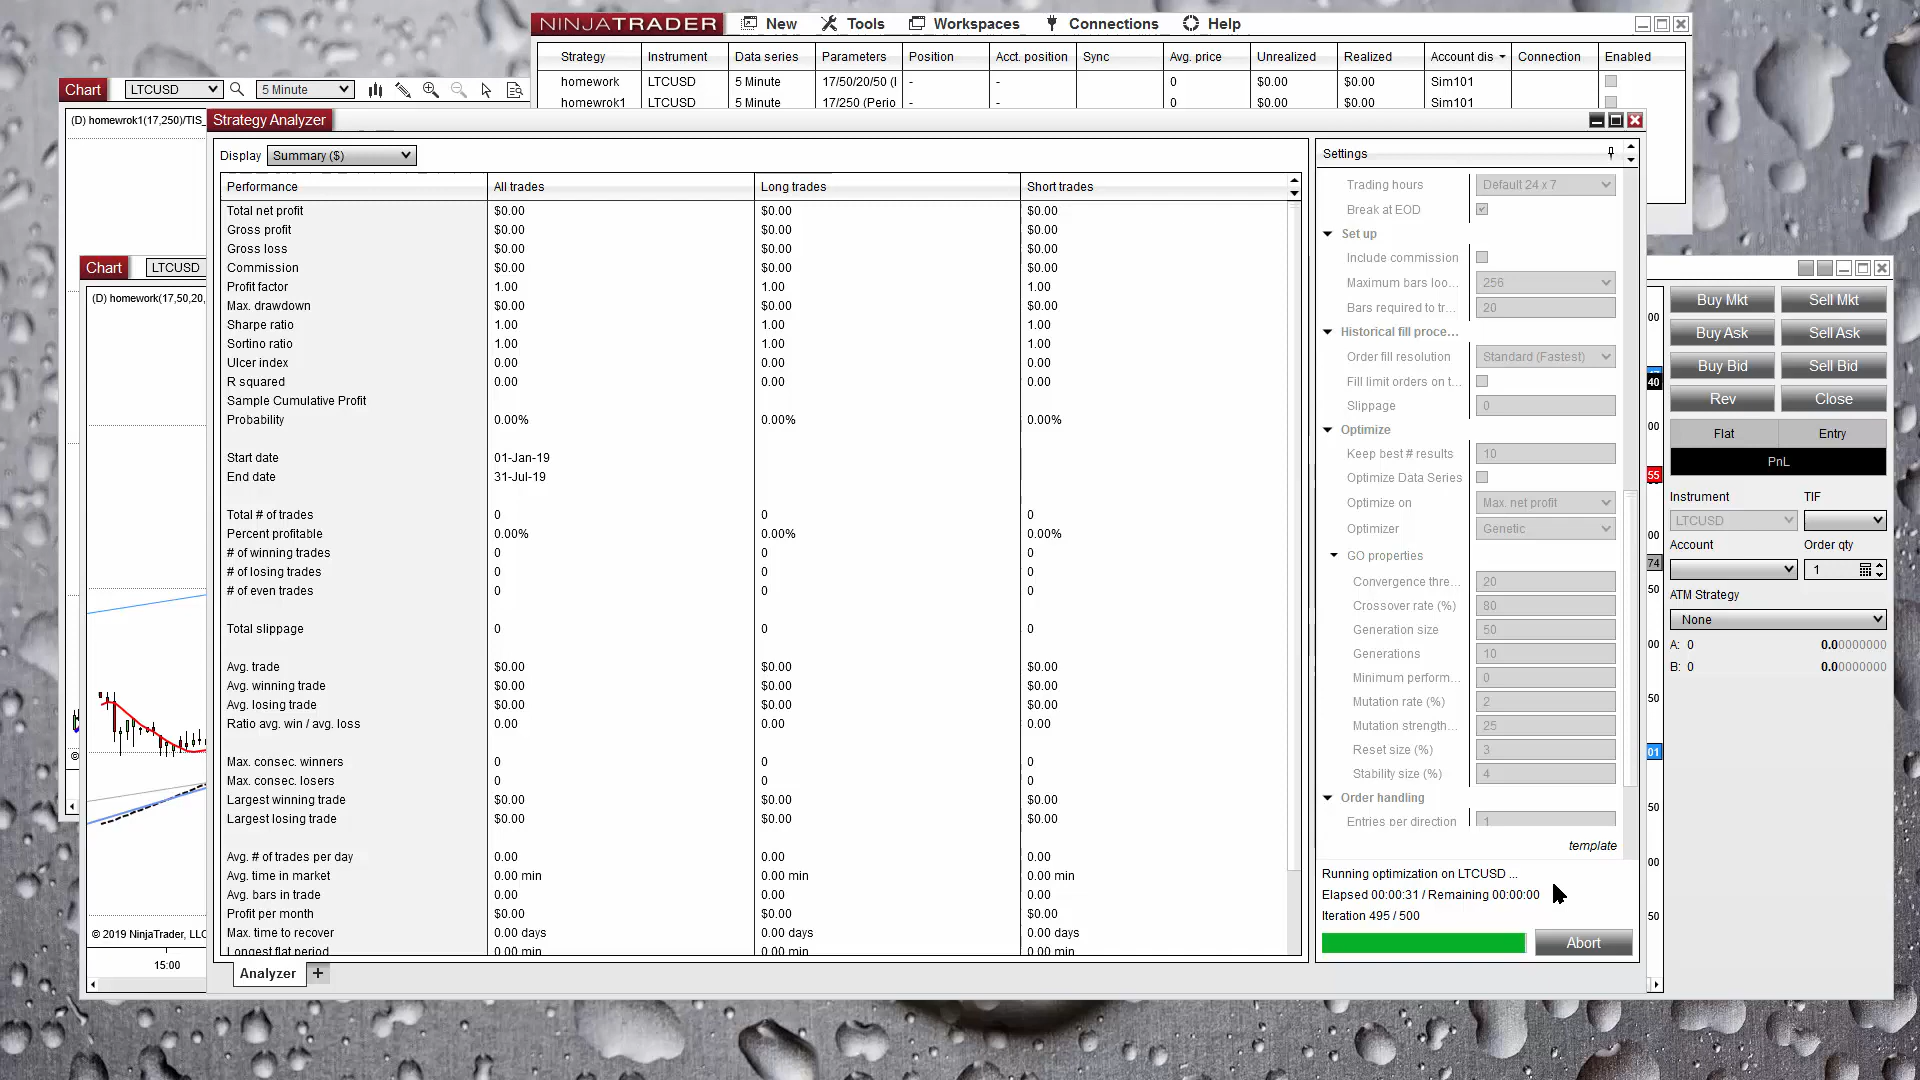 NINJATRADER New Tools Workspaces Connections Help
Strategy Instrument Data series Parameters Position Acct. position Sync Avg. price Unrealized Realized Account dis Connection Enabled
homework LTCUSD 5 Minute 17/50/20/50 (I - - 0 $0.00 $0.00 Sim101
homewrok1 LTCUSD 5 Minute 17/250 (Perio - - 0 $0.00 $0.00 Sim101
Chart LTCUSD 5 Minute
(D) homewrok1(17,250)/TIS_
Chart LTCUSD
(D) homework(17,50,20,
© 2019 NinjaTrader, LLC
15:00
Strategy Analyzer
Display Summary ($)
Performance All trades Long trades Short trades
Total net profit $0.00 $0.00 $0.00
Gross profit $0.00 $0.00 $0.00
Gross loss $0.00 $0.00 $0.00
Commission $0.00 $0.00 $0.00
Profit factor 1.00 1.00 1.00
Max. drawdown $0.00 $0.00 $0.00
Sharpe ratio 1.00 1.00 1.00
Sortino ratio 1.00 1.00 1.00
Ulcer index 0.00 0.00 0.00
R squared 0.00 0.00 0.00
Sample Cumulative Profit
Probability 0.00% 0.00% 0.00%
Start date 01-Jan-19
End date 31-Jul-19
Total # of trades 0 0 0
Percent profitable 0.00% 0.00% 0.00%
# of winning trades 0 0 0
# of losing trades 0 0 0
# of even trades 0 0 0
Total slippage 0 0 0
Avg. trade $0.00 $0.00 $0.00
Avg. winning trade $0.00 $0.00 $0.00
Avg. losing trade $0.00 $0.00 $0.00
Ratio avg. win / avg. loss 0.00 0.00 0.00
Max. consec. winners 0 0 0
Max. consec. losers 0 0 0
Largest winning trade $0.00 $0.00 $0.00
Largest losing trade $0.00 $0.00 $0.00
Avg. # of trades per day 0.00 0.00 0.00
Avg. time in market 0.00 min 0.00 min 0.00 min
Avg. bars in trade 0.00 0.00 0.00
Profit per month $0.00 $0.00 $0.00
Max. time to recover 0.00 days 0.00 days 0.00 days
Longest flat period 0.00 min 0.00 min 0.00 min
Analyzer +
Settings
Trading hours Default 24 x 7
Break at EOD
Set up
Include commission
Maximum bars loo... 256
Bars required to tr... 20
Historical fill proce...
Order fill resolution Standard (Fastest)
Fill limit orders on t...
Slippage 0
Optimize
Keep best # results 10
Optimize Data Series
Optimize on Max. net profit
Optimizer Genetic
GO properties
Convergence thre... 20
Crossover rate (%) 80
Generation size 50
Generations 10
Minimum perform... 0
Mutation rate (%) 2
Mutation strength... 25
Reset size (%) 3
Stability size (%) 4
Order handling
Entries per direction 1
template
Running optimization on LTCUSD ...
Elapsed 00:00:31 / Remaining 00:00:00
Iteration 495 / 500
Abort
00
40
00
55
00
74
50
00
50
01
50
00
50
Buy Mkt Sell Mkt
Buy Ask Sell Ask
Buy Bid Sell Bid
Rev Close
Flat Entry
PnL
Instrument TIF
LTCUSD
Account Order qty
1
ATM Strategy
None
A: 0 0.00000000
B: 0 0.00000000